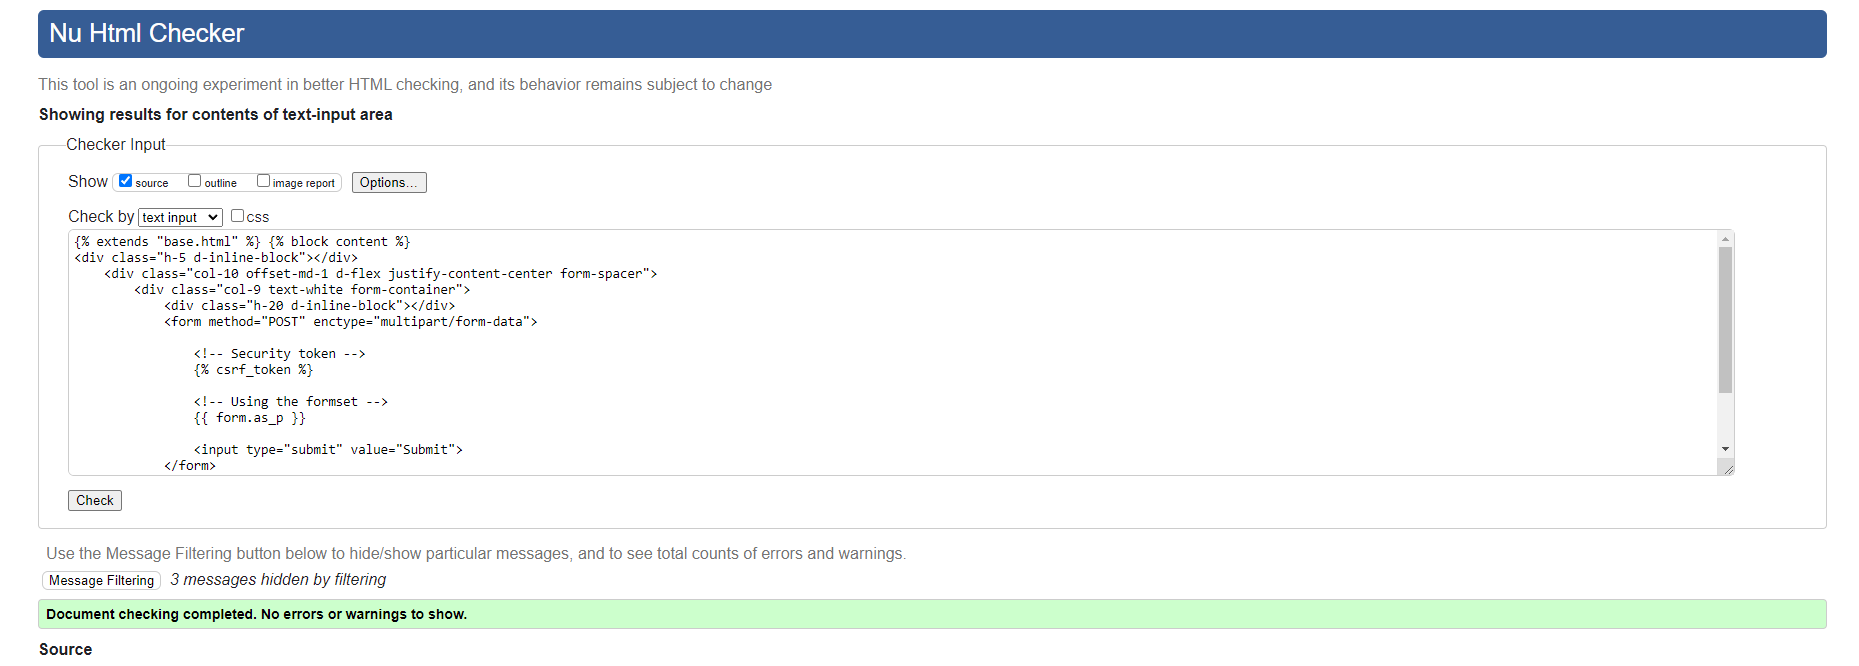 Nu Html Checker
This tool is an ongoing experiment in better HTML checking, and its behavior remains subject to change
Showing results for contents of text-input area
Checker Input
Show source outline image report Options...
Check by text input css
{% extends "base.html" %} {% block content %}
<div class="h-5 d-inline-block"></div>
<div class="col-10 offset-md-1 d-flex justify-content-center form-spacer">
<div class="col-9 text-white form-container">
<div class="h-20 d-inline-block"></div>
<form method="POST" enctype="multipart/form-data">
<!-- Security token -->
{% csrf_token %}
<!-- Using the formset -->
{{ form.as_p }}
<input type="submit" value="Submit">
</form>
Check
Use the Message Filtering button below to hide/show particular messages, and to see total counts of errors and warnings.
Message Filtering 3 messages hidden by filtering
Document checking completed. No errors or warnings to show.
Source